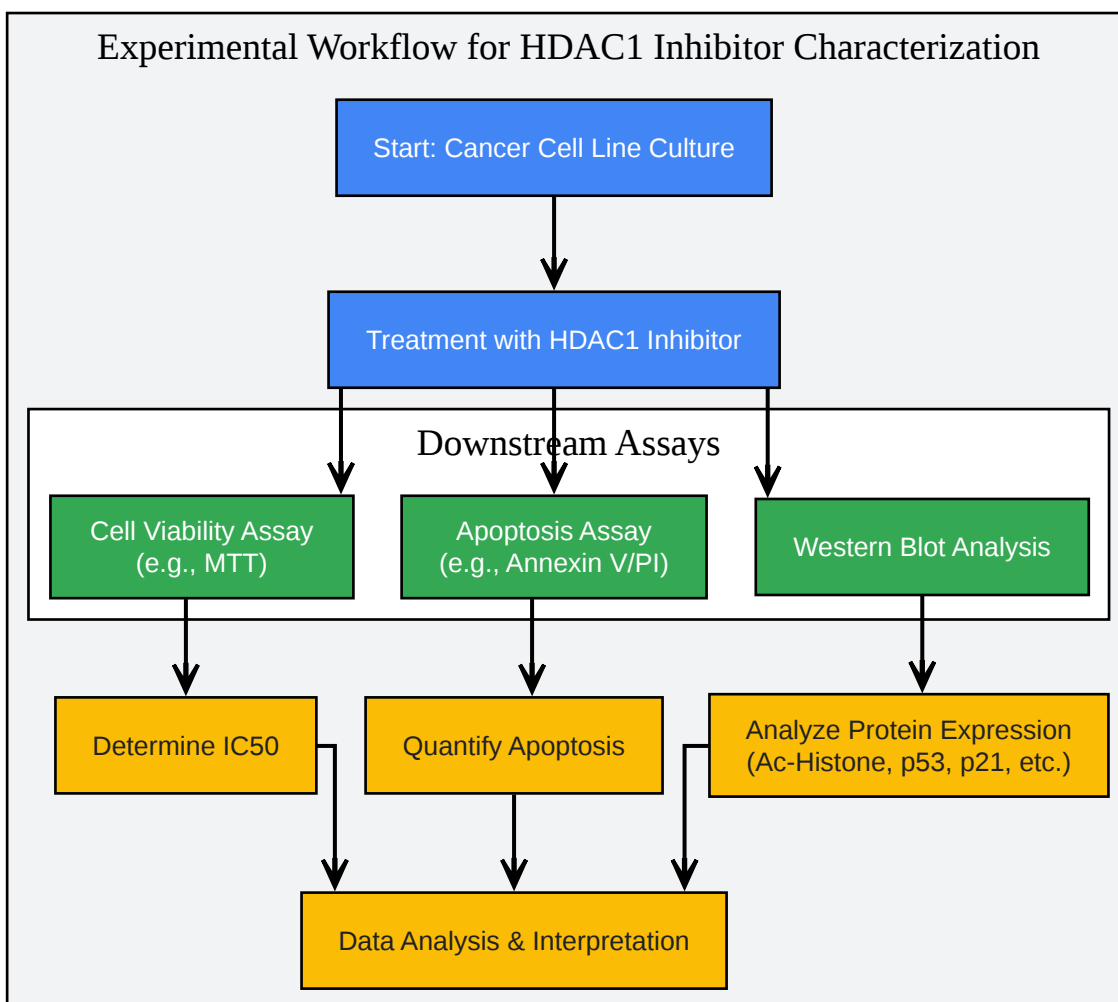 Experimental Workflow for HDAC1 Inhibitor Characterization
Start: Cancer Cell Line Culture
Treatment with HDAC1 Inhibitor
Downstream Assays
Cell Viability Assay
(e.g., MTT)
Apoptosis Assay
(e.g., Annexin V/PI)
Western Blot Analysis
Determine IC50
Quantify Apoptosis
Analyze Protein Expression
(Ac-Histone, p53, p21, etc.)
Data Analysis & Interpretation